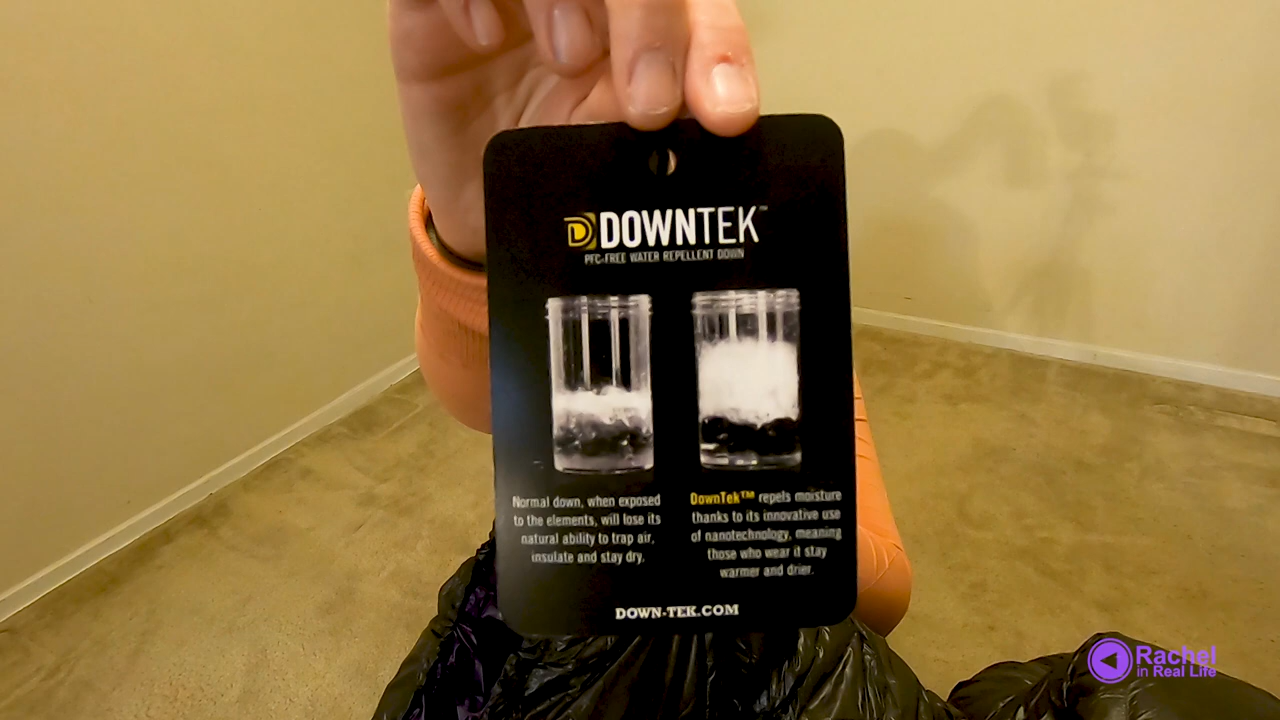 DOWNTEK™
PFC-FREE WATER REPELLENT DOWN
Normal down, when exposed
to the elements, will lose its
natural ability to trap air,
insulate and stay dry.
DownTek™ repels moisture
thanks to its innovative use
of nanotechnology, meaning
those who wear it stay
warmer and drier.
DOWN-TEK.COM
Rachel
in Real Life